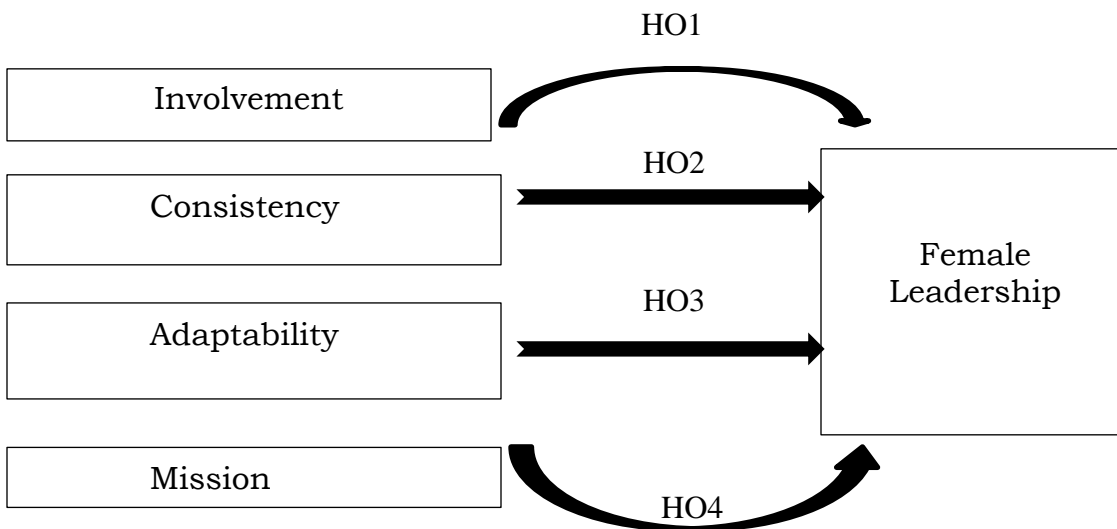 HO1
Involvement
HO2
Consistency
Female
Leadership
HO3
Adaptability
Mission
HO4